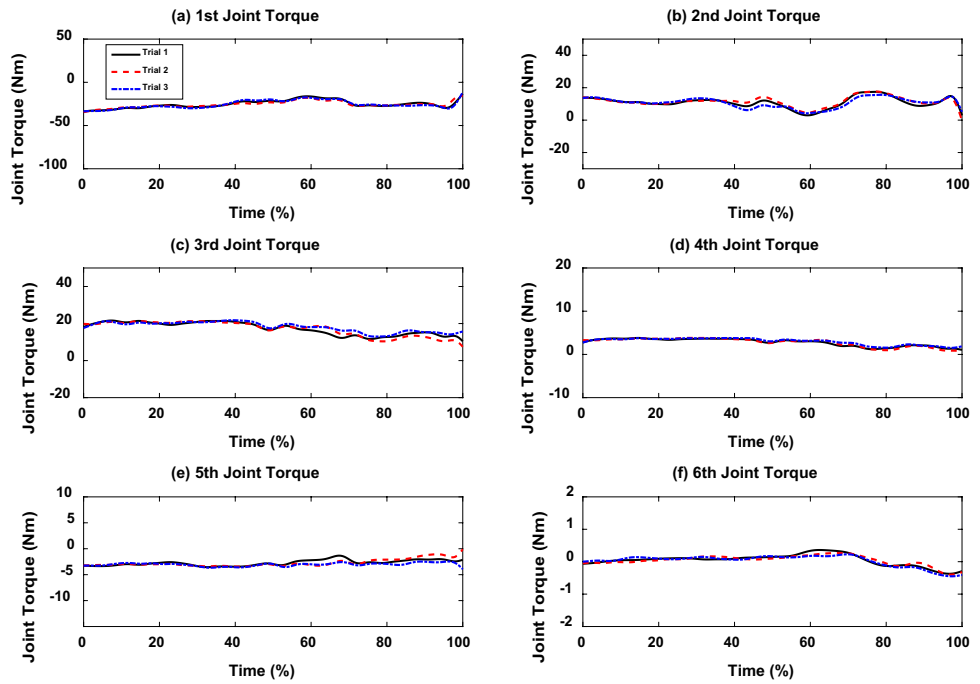 (a) 1st Joint Torque
Joint Torque (Nm)
50
0
-50
-100
Trial 1
Trial 2
Trial 3
0 20 40 60 80 100
Time (%)
(b) 2nd Joint Torque
Joint Torque (Nm)
40
20
0
-20
0 20 40 60 80 100
Time (%)
(c) 3rd Joint Torque
Joint Torque (Nm)
40
20
0
-20
0 20 40 60 80 100
Time (%)
(d) 4th Joint Torque
Joint Torque (Nm)
20
10
0
-10
0 20 40 60 80 100
Time (%)
(e) 5th Joint Torque
Joint Torque (Nm)
10
5
0
-5
-10
0 20 40 60 80 100
Time (%)
(f) 6th Joint Torque
Joint Torque (Nm)
2
1
0
-1
-2
0 20 40 60 80 100
Time (%)